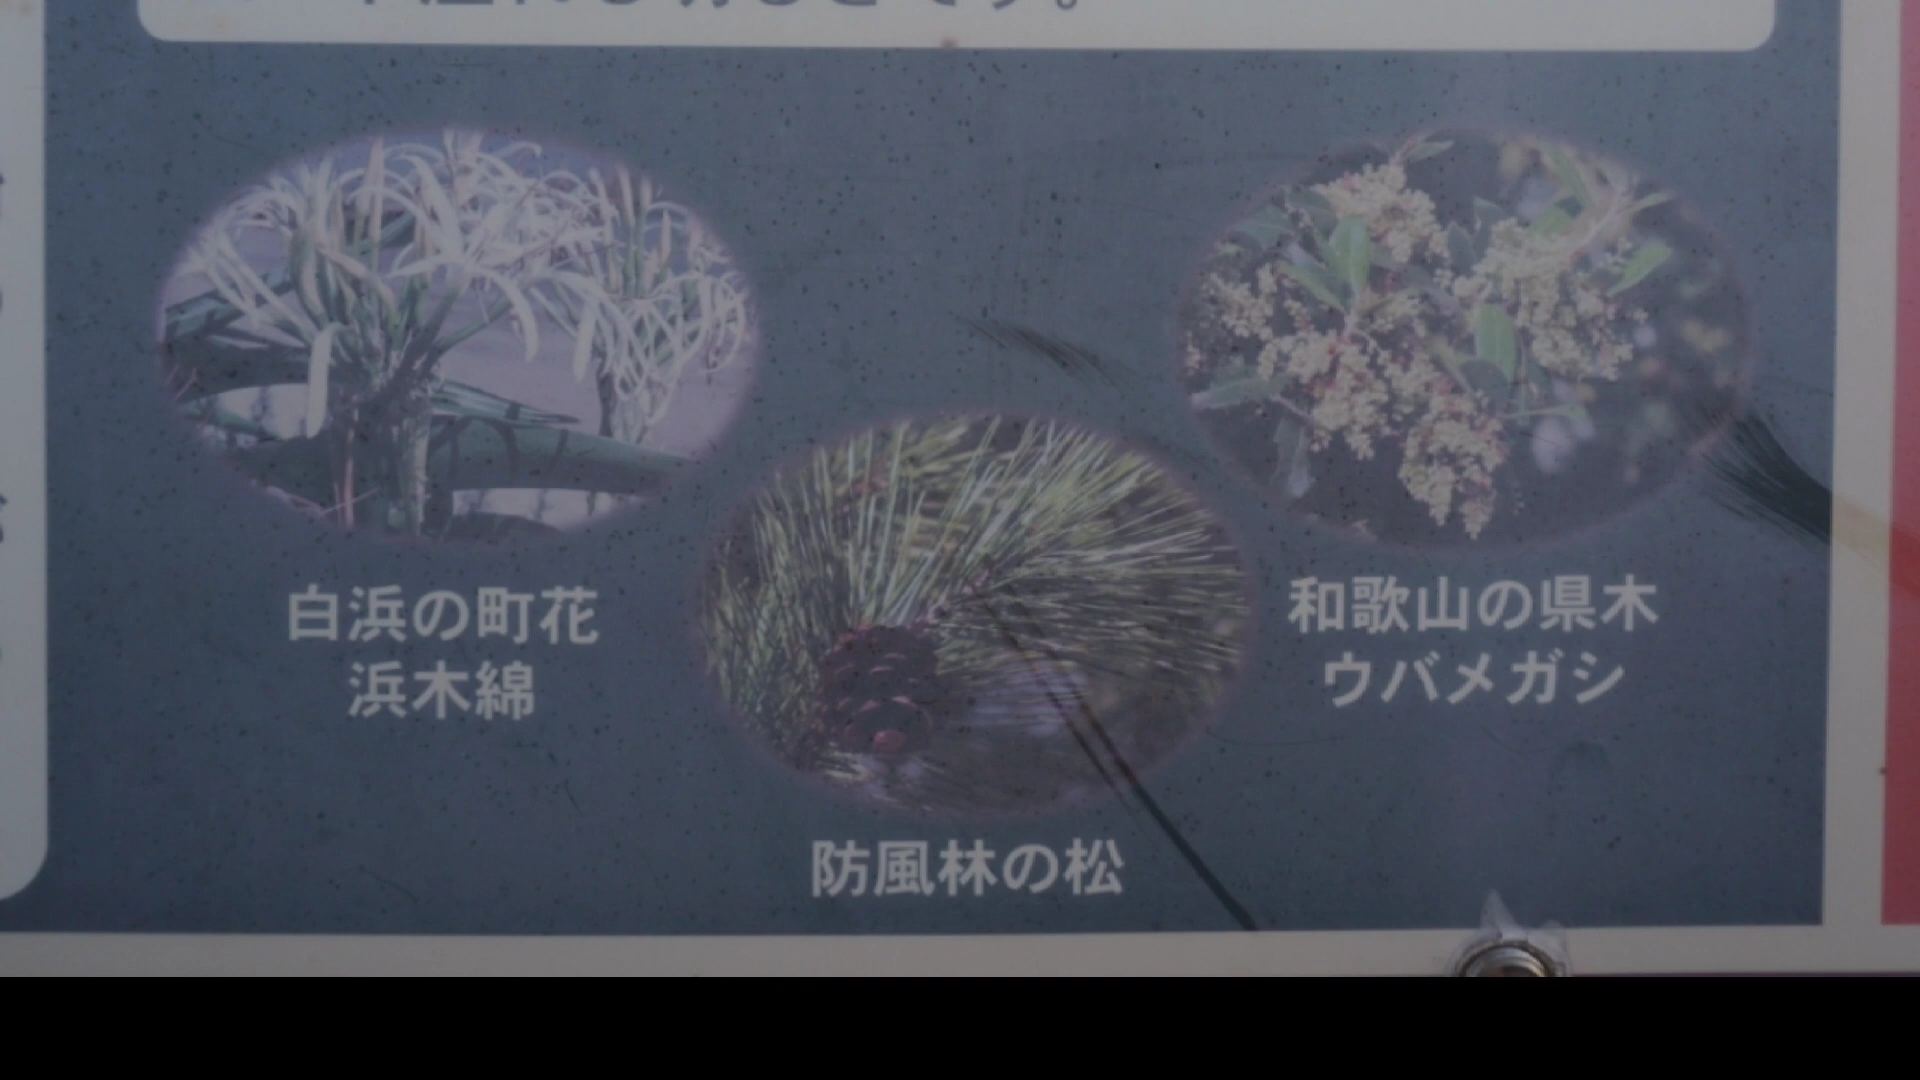 白浜の町花
浜木綿
和歌山の県木
ウバメガシ
防風林の松